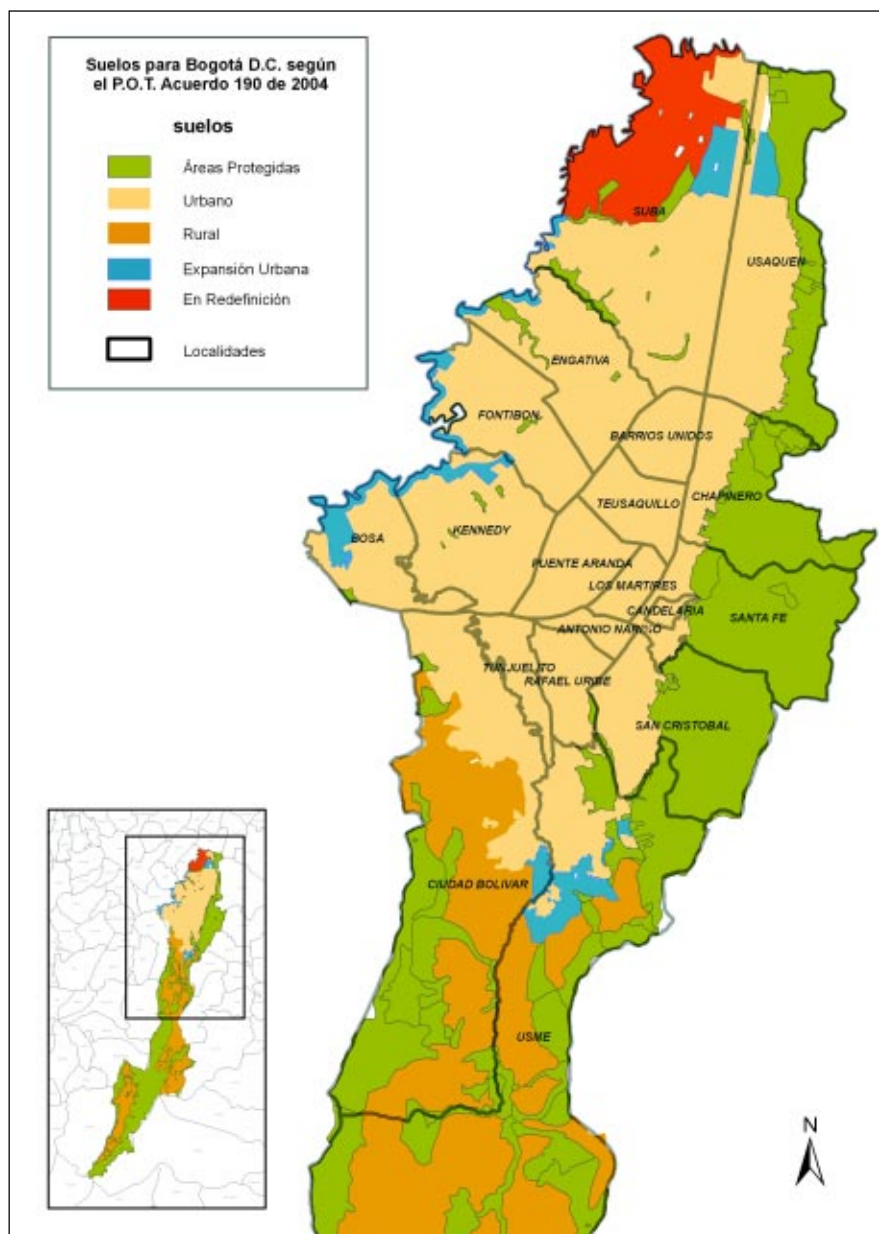 Suelos para Bogotá D.C. según
el P.O.T. Acuerdo 190 de 2004
suelos
Áreas Protegidas
Urbano
Rural
Expansión Urbana
En Redefinición
Localidades
SUBA
USAQUEN
ENGATIVA
FONTIBON
BARRIOS UNIDOS
TEUSAQUILLO
CHAPINERO
BOSA
KENNEDY
PUENTE ARANDA
LOS MARTIRES
CANDELARIA
SANTA FE
ANTONIO NARIÑO
TUNJUELITO
RAFAEL URIBE
SAN CRISTOBAL
CIUDAD BOLIVAR
USME
N